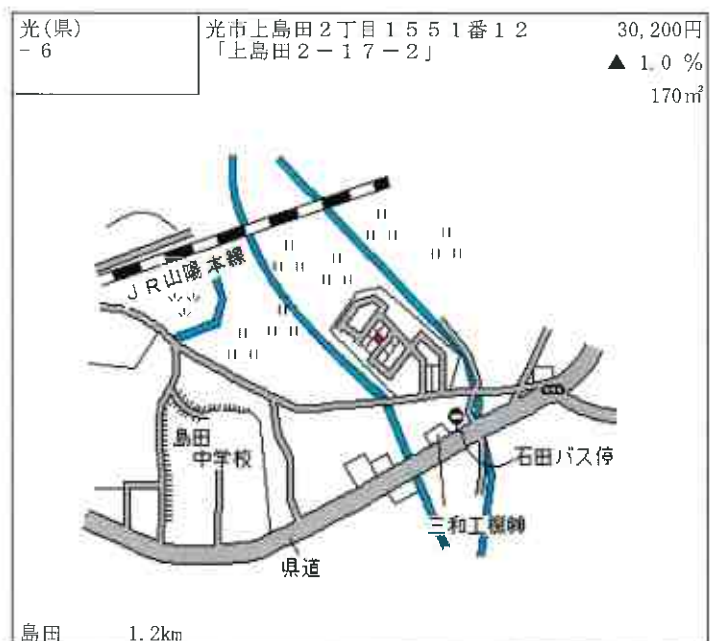 光(県)
－6
光市上島田２丁目１５５１番１２
「上島田２－１７－２」
30,200円
▲ 1.0 %
170㎡
ＪＲ山陽本線
島田
中学校
石田バス停
三和工機㈱
県道
島田 1.2km